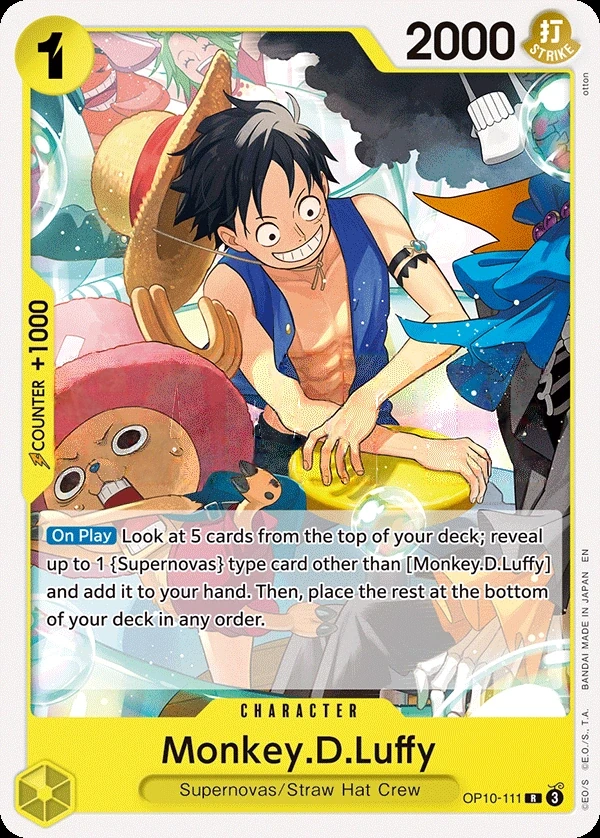 1
2000
打
STRIKE
otton
COUNTER +1000
On Play Look at 5 cards from the top of your deck; reveal
up to 1 {Supernovas} type card other than [Monkey.D.Luffy]
and add it to your hand. Then, place the rest at the bottom
of your deck in any order.
©E.O./S ©E.O./S., T.A. BANDAI MADE IN JAPAN EN
CHARACTER
Monkey.D.Luffy
Supernovas/Straw Hat Crew
OP10-111 R 3